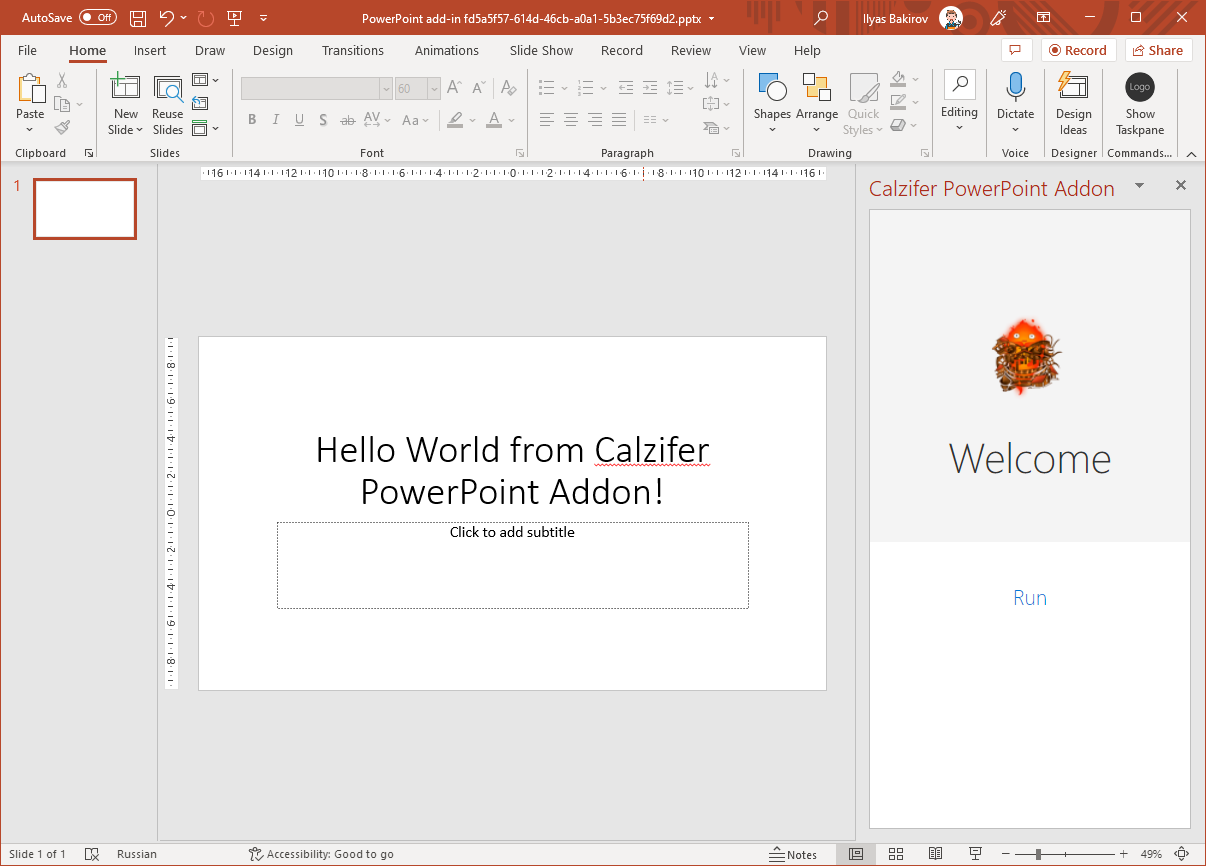 AutoSave Off
PowerPoint add-in fd5a5f57-614d-46cb-a0a1-5b3ec75f69d2.pptx
Ilyas Bakirov
File Home Insert Draw Design Transitions Animations Slide Show Record Review View Help
Record Share
Paste
New Slide
Reuse Slides
60
B I U S ab AV Aa A
Shapes Arrange Quick Styles
Editing
Dictate
Design Ideas
Logo
Show Taskpane
Clipboard Slides Font Paragraph Drawing Voice Designer Commands...
1
16 14 12 10 8 6 4 2 0 2 4 6 8 10 12 14 16
8
6
4
2
0
2
4
6
8
Hello World from Calzifer
PowerPoint Addon!
Click to add subtitle
Calzifer PowerPoint Addon
Welcome
Run
Slide 1 of 1 Russian Accessibility: Good to go Notes 49%